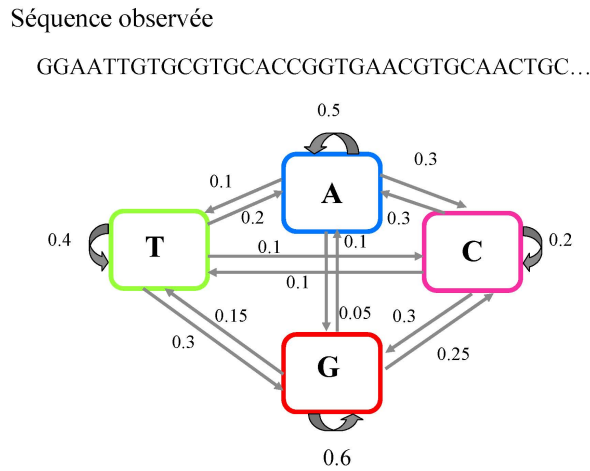 Séquence observée
GGAATTGTGCGTGCACCGGTGAACGTGCAACTGC…
0.5
0.1
A
0.3
0.2
0.3
0.4
T
0.1
0.1
C
0.2
0.1
0.15
0.05
0.3
0.3
G
0.25
0.6